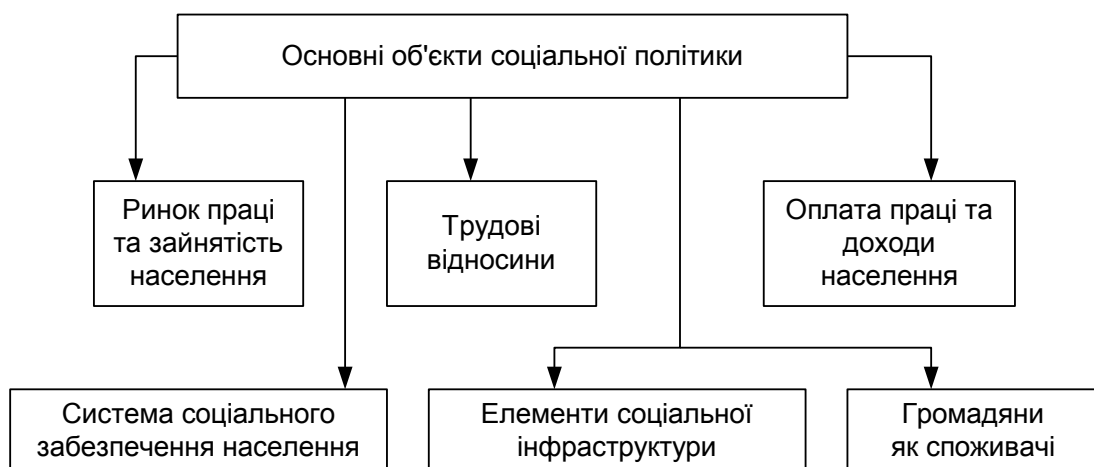 Основні об'єкти соціальної політики
Ринок праці
та зайнятість
населення
Трудові
відносини
Оплата праці та
доходи
населення
Система соціального
забезпечення населення
Елементи соціальної
інфраструктури
Громадяни
як споживачі